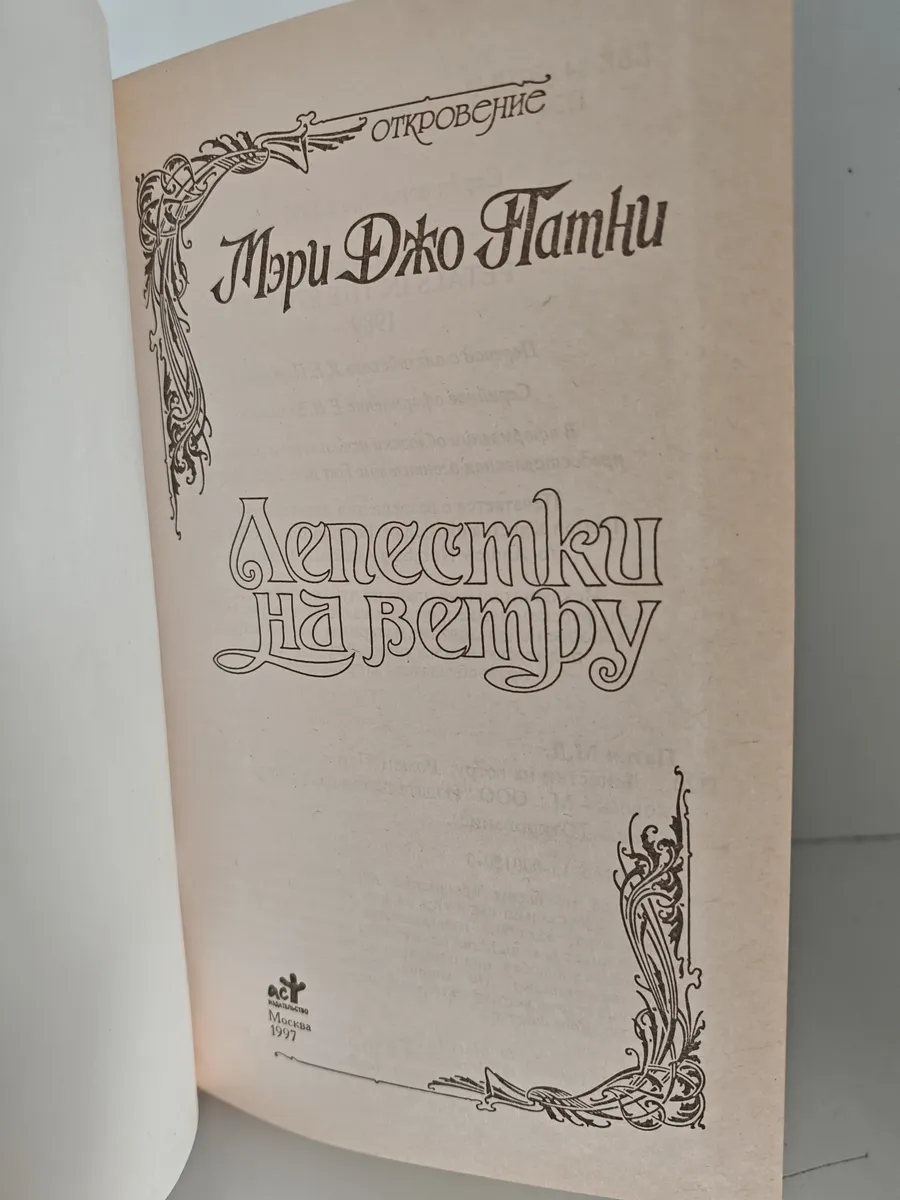 ОТКРОВЕНИЕ
Мэри Джо Патни
Лепестки
на ветру
аст
ИЗДАТЕЛЬСТВО
Москва
1997